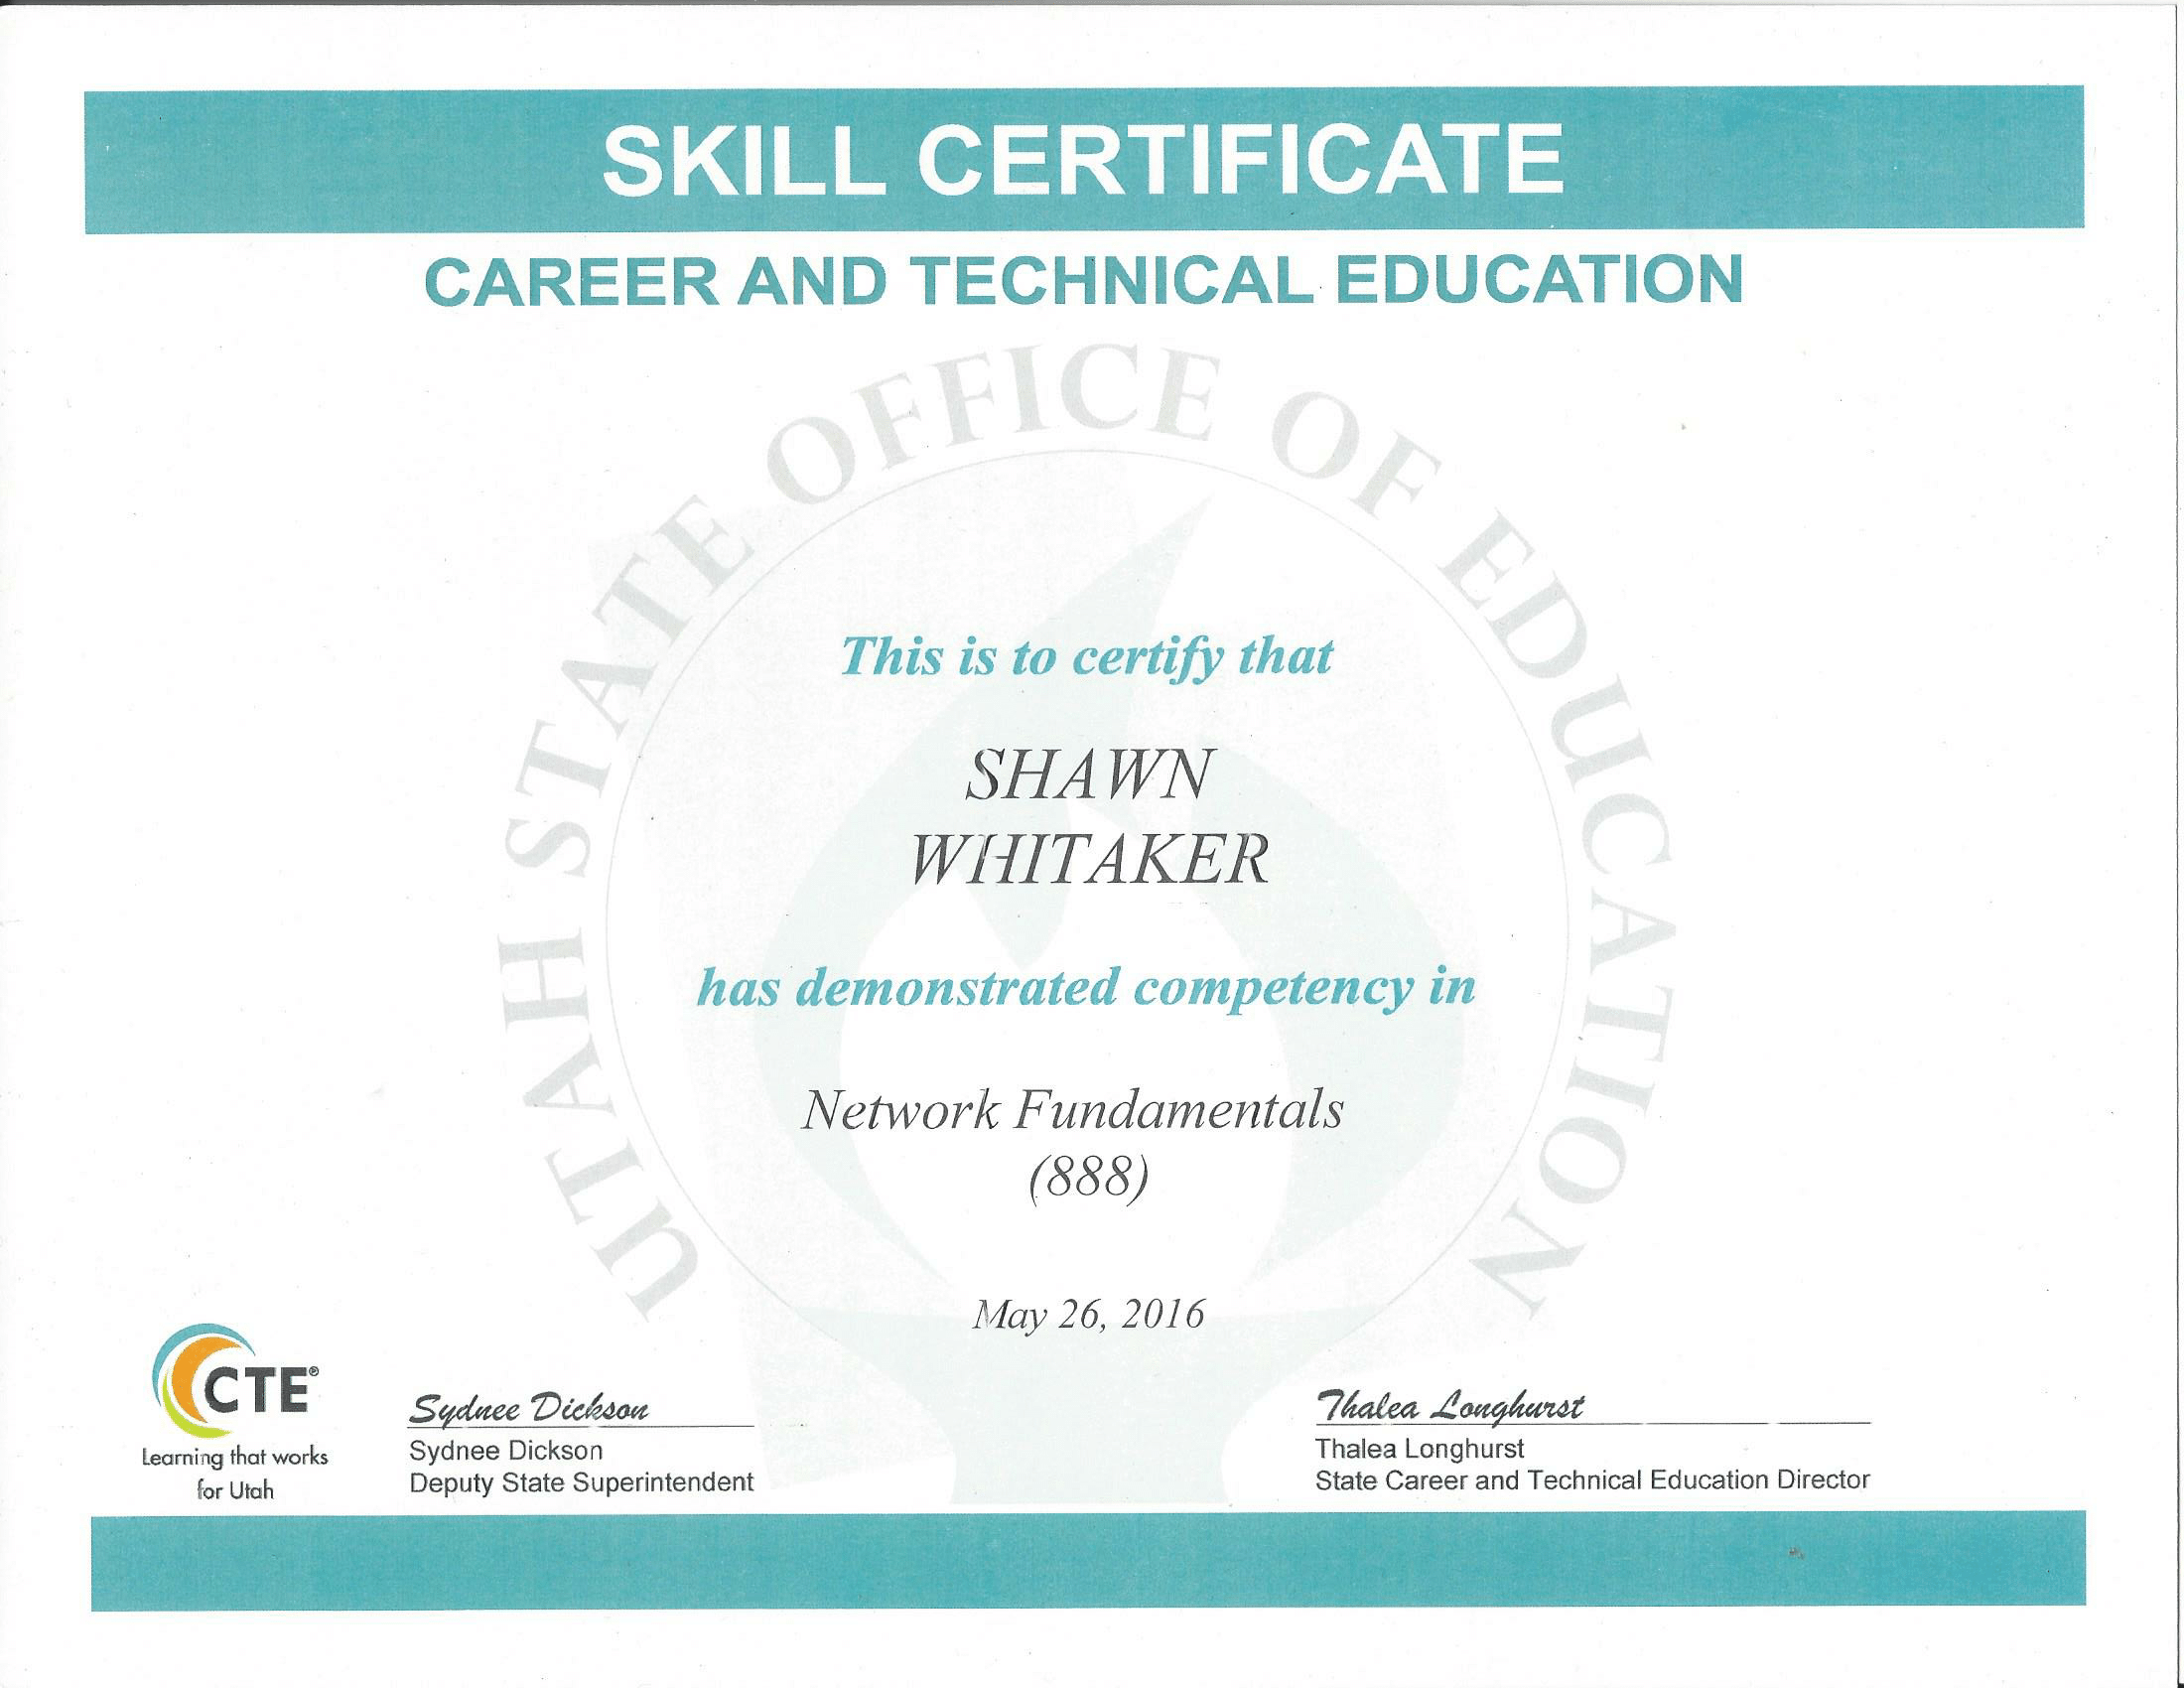 SKILL CERTIFICATE
CAREER AND TECHNICAL EDUCATION
UTAH STATE OFFICE OF EDUCATION
This is to certify that
SHAWN
WHITAKER
has demonstrated competency in
Network Fundamentals
(888)
May 26, 2016
CTE®
Learning that works
for Utah
Sydnee Dickson
Sydnee Dickson
Deputy State Superintendent
Thalea Longhurst
Thalea Longhurst
State Career and Technical Education Director